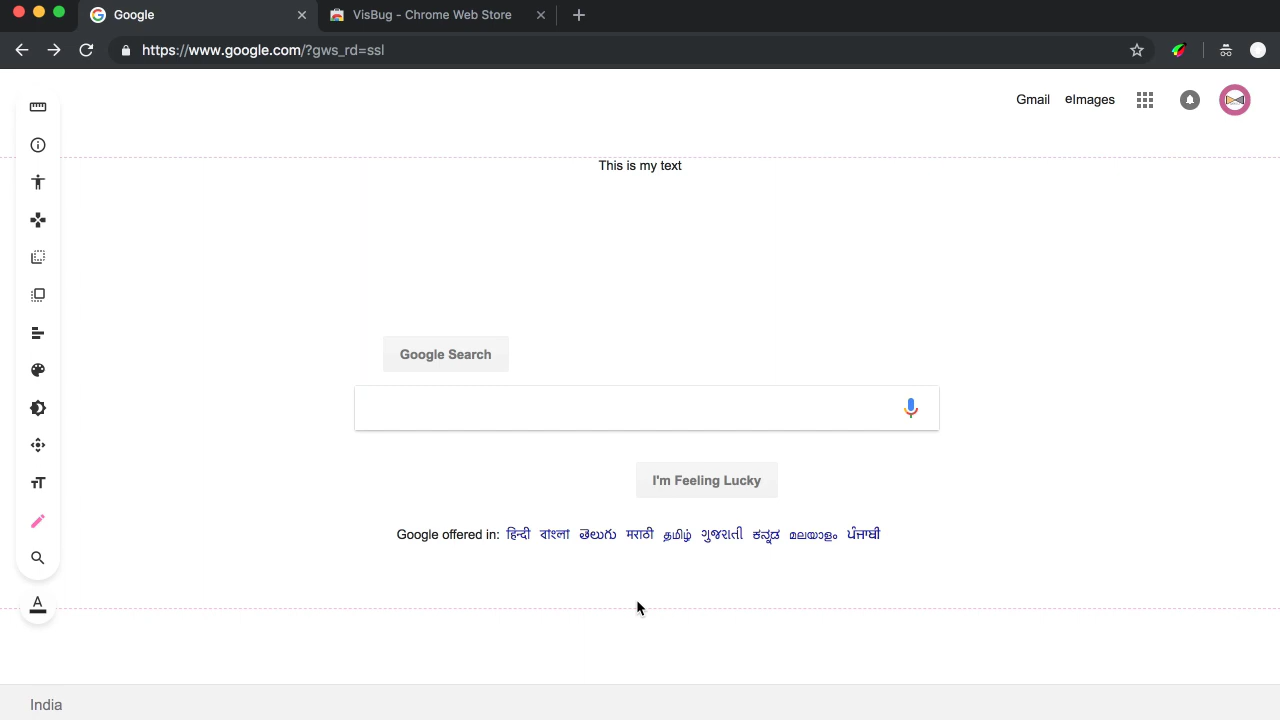 Google
VisBug - Chrome Web Store
https://www.google.com/?gws_rd=ssl
Gmail eImages
This is my text
Google Search
I'm Feeling Lucky
Google offered in: हिन्दी বাংলা తెలుగు मराठी தமிழ் ગુજરાતી ಕನ್ನಡ മലയാളം ਪੰਜਾਬੀ
India